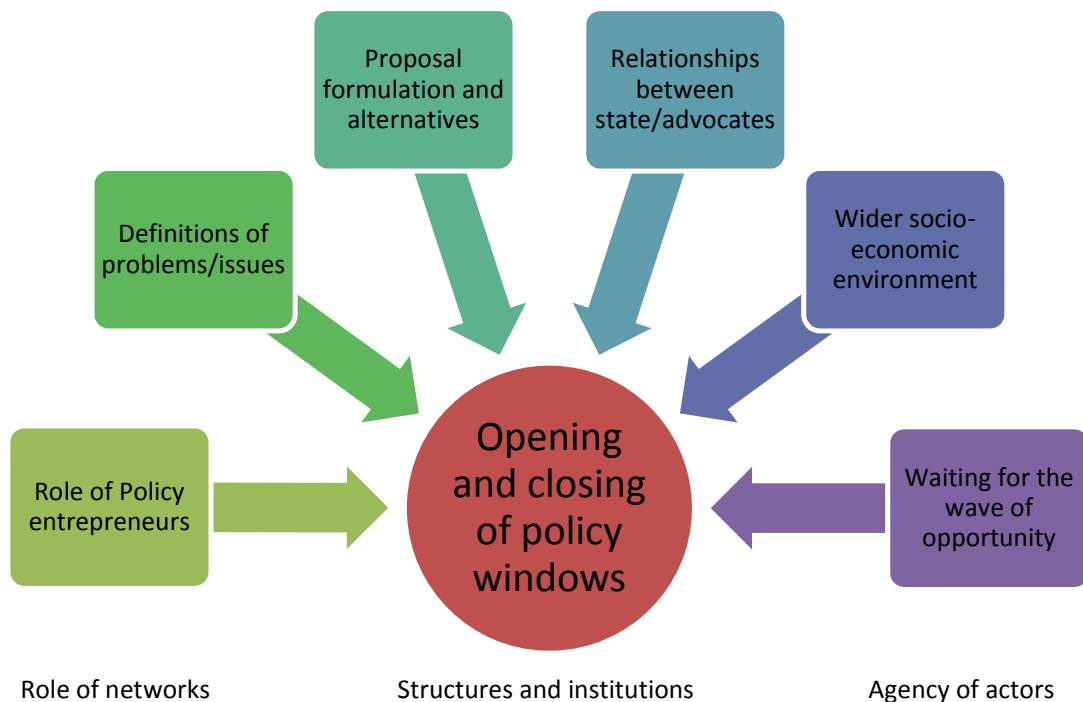 Proposal
formulation and
alternatives
Relationships
between
state/advocates
Definitions of
problems/issues
Wider socio-
economic
environment
Role of Policy
entrepreneurs
Opening
and closing
of policy
windows
Waiting for the
wave of
opportunity
Role of networks
Structures and institutions
Agency of actors